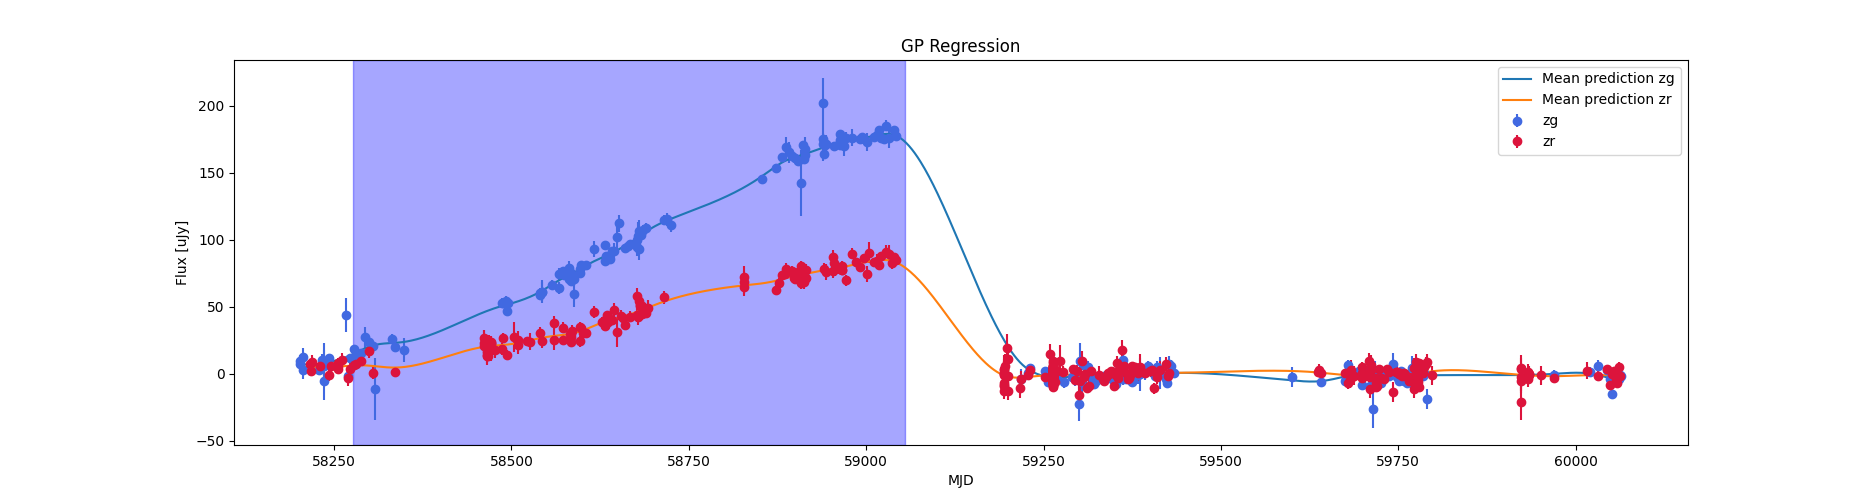 GP Regression
Flux [uJy]
200
150
100
50
0
−50
Mean prediction zg
Mean prediction zr
zg
zr
58250
58500
58750
59000
59250
59500
59750
60000
MJD